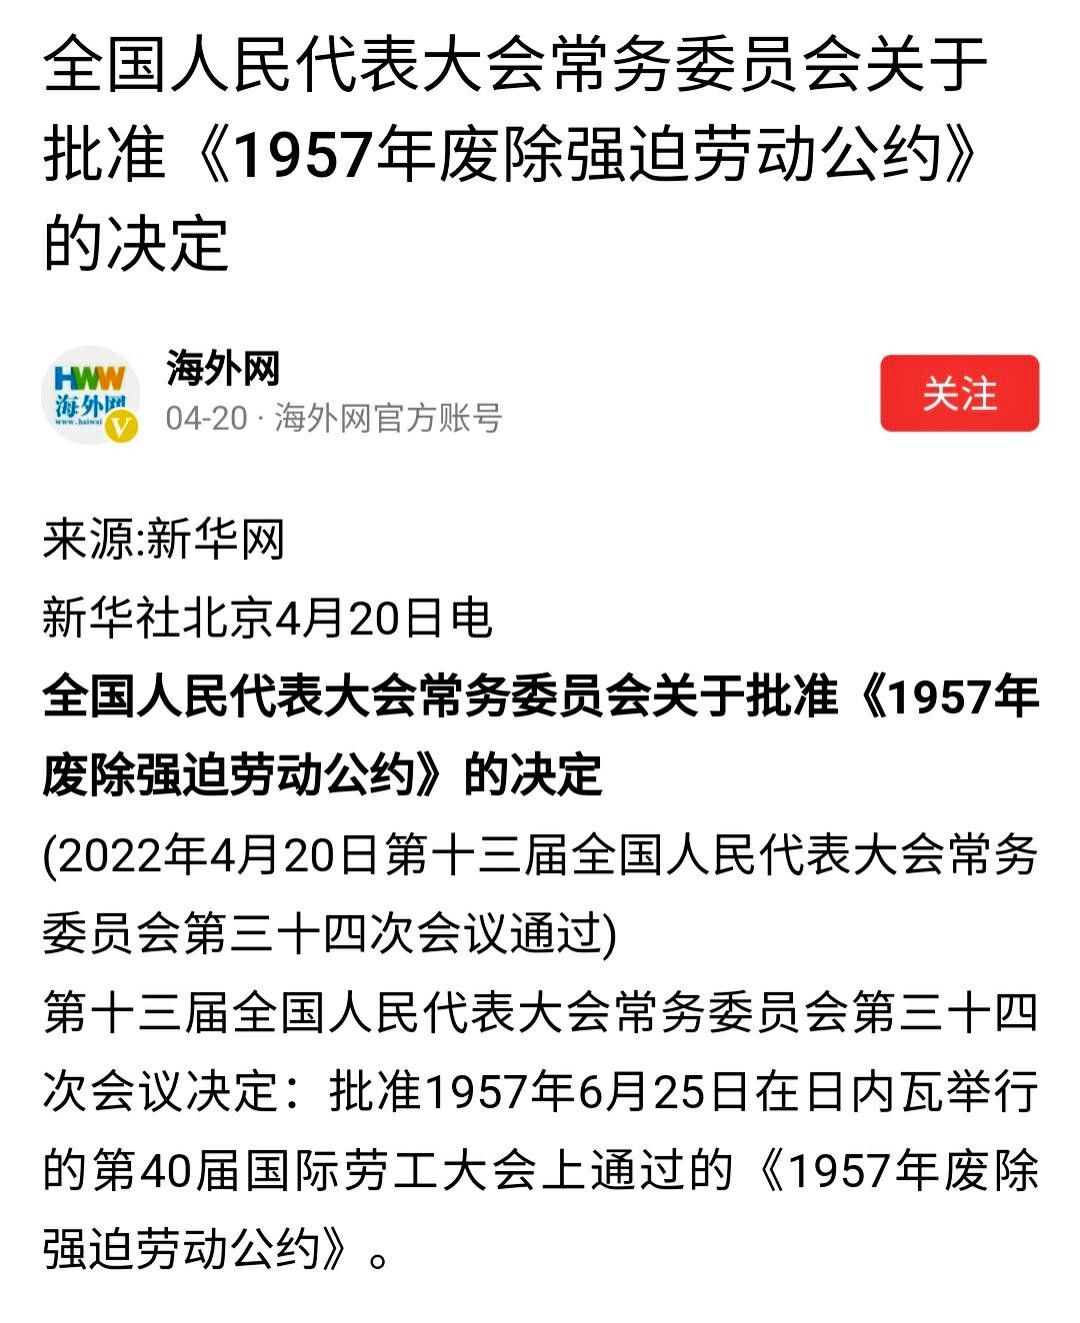 全国人民代表大会常务委员会关于
批准《1957年废除强迫劳动公约》
的决定
HWW
海外网
www.haiwai
V
海外网
04-20 · 海外网官方账号
关注
来源:新华网
新华社北京4月20日电
全国人民代表大会常务委员会关于批准《1957年
废除强迫劳动公约》的决定
(2022年4月20日第十三届全国人民代表大会常务
委员会第三十四次会议通过)
第十三届全国人民代表大会常务委员会第三十四
次会议决定：批准1957年6月25日在日内瓦举行
的第40届国际劳工大会上通过的《1957年废除
强迫劳动公约》。